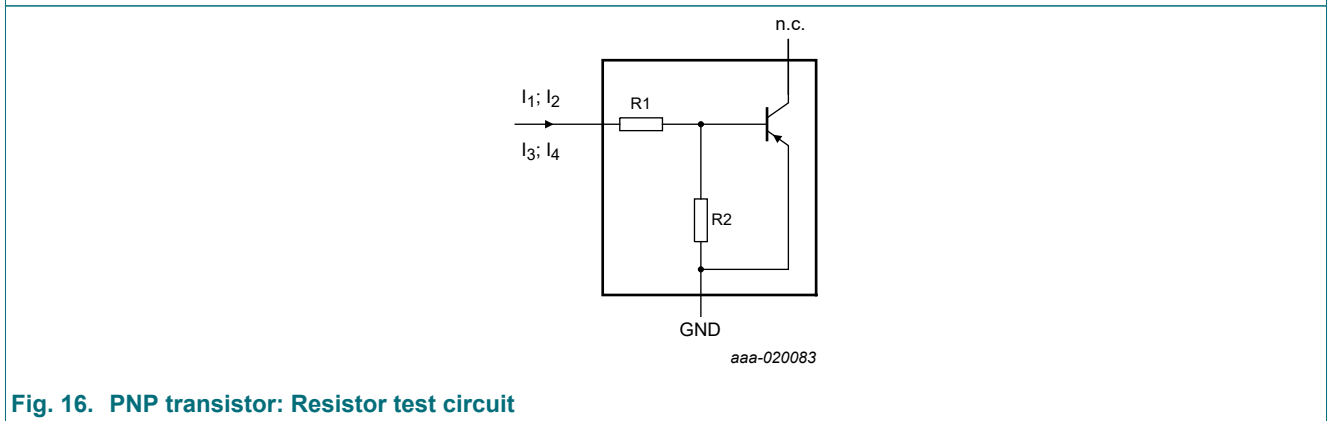 n.c.
I1; I2
R1
I3; I4
R2
GND
aaa-020083
Fig. 16. PNP transistor: Resistor test circuit